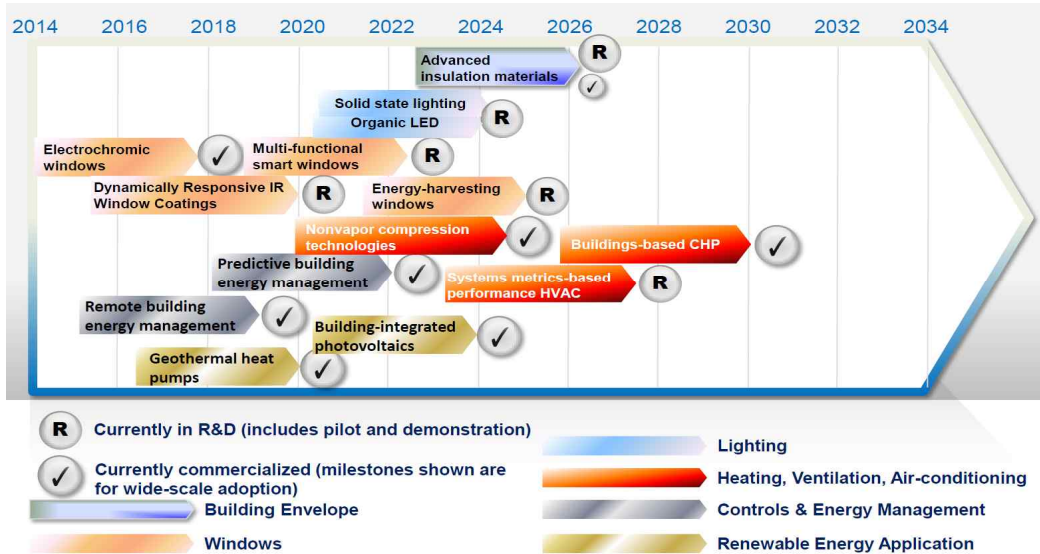 2014 2016 2018 2020 2022 2024 2026 2028 2030 2032 2034
Advanced
insulation materials
R
✓
Solid state lighting
Organic LED
R
Electrochromic
windows
✓
Multi-functional
smart windows
R
Dynamically Responsive IR
Window Coatings
R
Energy-harvesting
windows
R
Nonvapor compression
technologies
✓
Buildings-based CHP
✓
Predictive building
energy management
✓
Systems metrics-based
performance HVAC
R
Remote building
energy management
✓
Building-integrated
photovoltaics
✓
Geothermal heat
pumps
✓
R Currently in R&D (includes pilot and demonstration)
✓ Currently commercialized (milestones shown are
for wide-scale adoption)
Building Envelope
Windows
Lighting
Heating, Ventilation, Air-conditioning
Controls & Energy Management
Renewable Energy Application